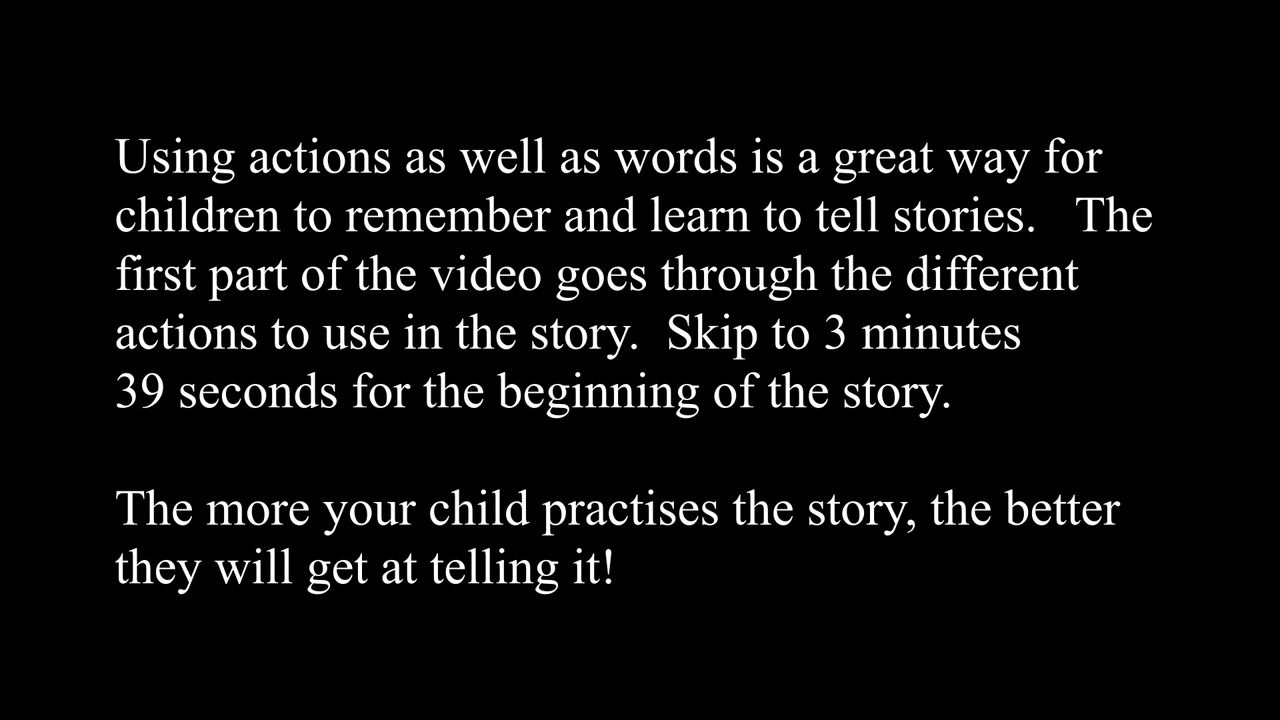 Using actions as well as words is a great way for
children to remember and learn to tell stories.   The
first part of the video goes through the different
actions to use in the story.  Skip to 3 minutes
39 seconds for the beginning of the story.
The more your child practises the story, the better
they will get at telling it!